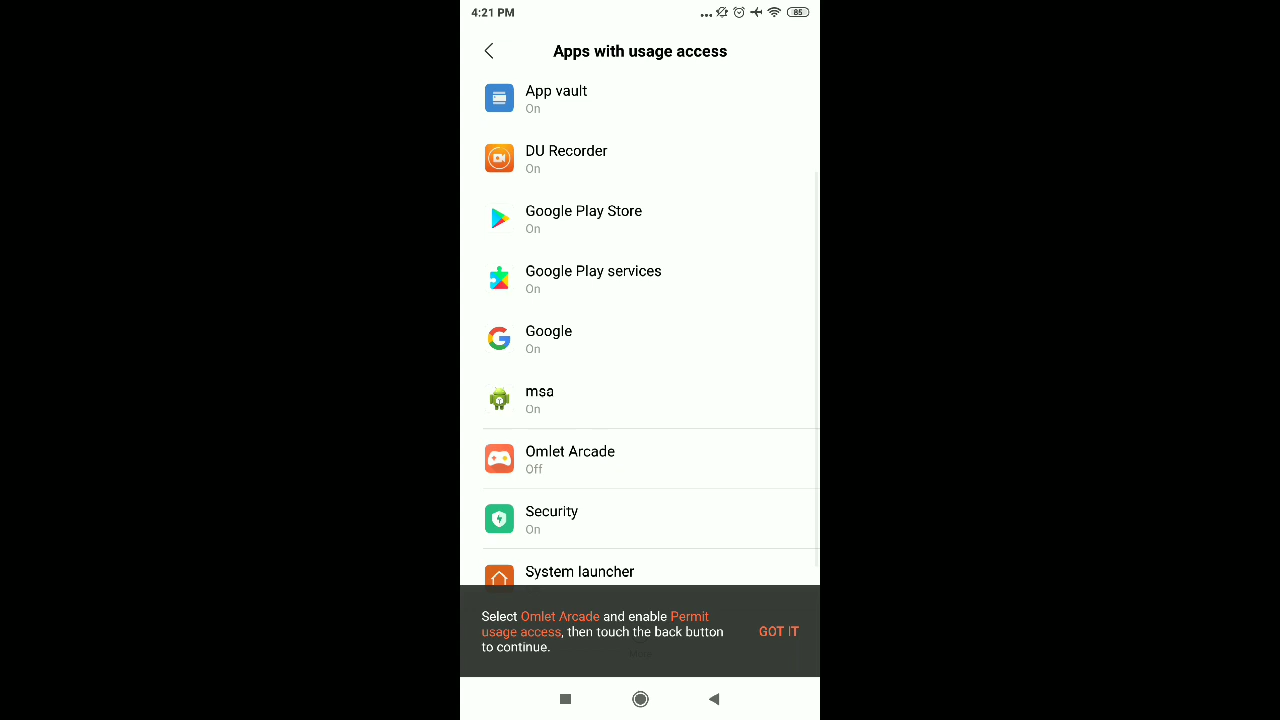 4:21 PM
85
Apps with usage access
App vault
On
DU Recorder
On
Google Play Store
On
Google Play services
On
Google
On
msa
On
Omlet Arcade
Off
Security
On
System launcher
Select Omlet Arcade and enable Permit
usage access, then touch the back button
to continue.
GOT IT